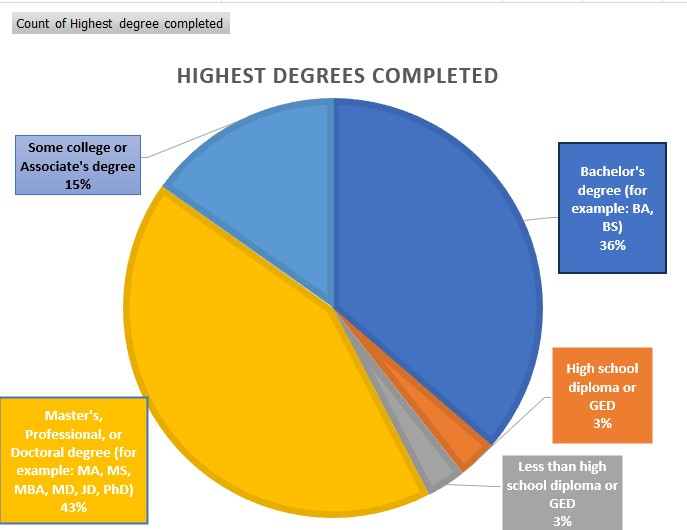 Count of Highest degree completed
HIGHEST DEGREES COMPLETED
Some college or
Associate's degree
15%
Bachelor's
degree (for
example: BA,
BS)
36%
High school
diploma or
GED
3%
Master's,
Professional, or
Doctoral degree (for
example: MA, MS,
MBA, MD, JD, PhD)
43%
Less than high
school diploma or
GED
3%